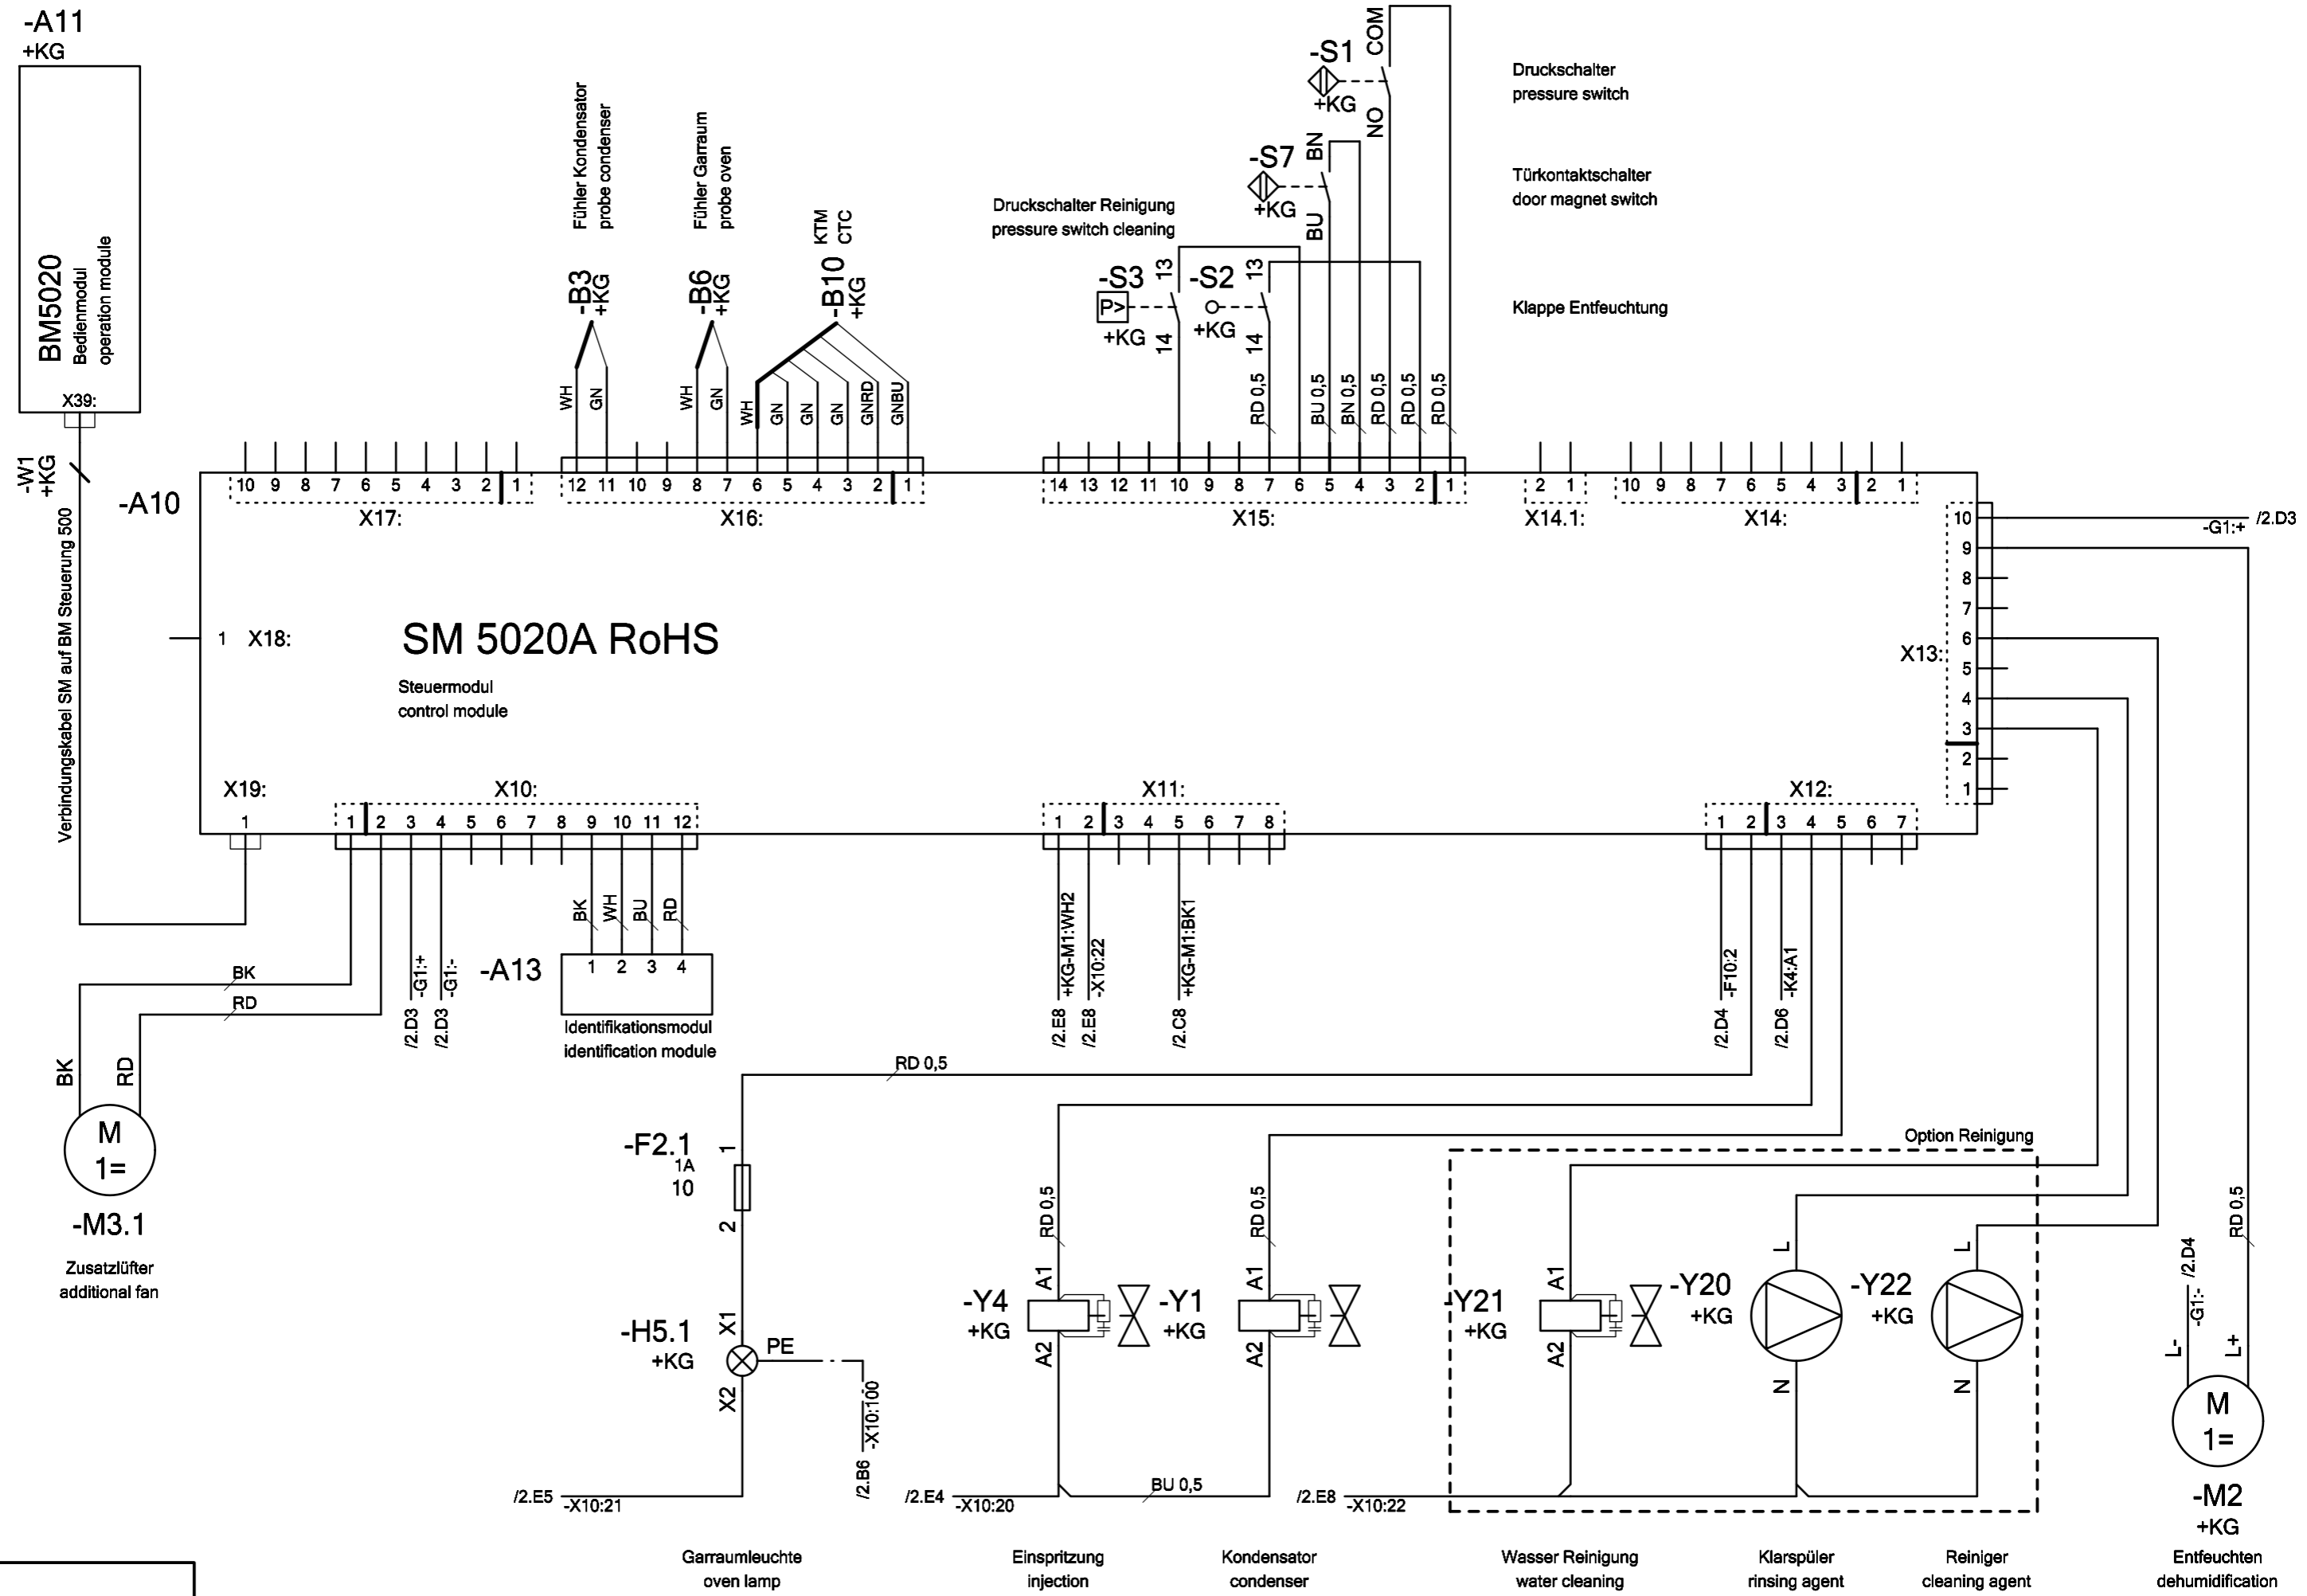 -A11
+KG
BM5020
Bedienmodul
operation module
X39:
-W1
+KG
Verbindungskabel SM auf BM Steuerung 500
-A10
Fühler Kondensator
probe condenser
-B3
+KG
WH
GN
Fühler Garraum
probe oven
-B6
+KG
WH
GN
KTM
CTC
-B10
+KG
WH
GN
GN
GN
GNRD
GNBU
Druckschalter Reinigung
pressure switch cleaning
-S3
P>
+KG
13
14
-S2
+KG
13
14
-S7
+KG
BN
BU
-S1
+KG
COM
NO
RD 0,5
BU 0,5
BN 0,5
RD 0,5
RD 0,5
RD 0,5
Druckschalter
pressure switch
Türkontaktschalter
door magnet switch
Klappe Entfeuchtung
10 9 8 7 6 5 4 3 2 1
X17:
12 11 10 9 8 7 6 5 4 3 2 1
X16:
14 13 12 11 10 9 8 7 6 5 4 3 2 1
X15:
2 1
X14.1:
10 9 8 7 6 5 4 3 2 1
X14:
10
9
8
7
6
5
4
3
2
1
X13:
-G1:+
/2.D3
1 X18:
SM 5020A RoHS
Steuermodul
control module
X19:
1
X10:
1 2 3 4 5 6 7 8 9 10 11 12
X11:
1 2 3 4 5 6 7 8
X12:
1 2 3 4 5 6 7
BK
RD
BK
RD
M
1=
-M3.1
Zusatzlüfter
additional fan
/2.D3
-G1:+
/2.D3
-G1:-
BK
WH
BU
RD
-A13
1 2 3 4
Identifikationsmodul
identification module
/2.E8
+KG-M1:WH2
/2.E8
-X10:22
/2.C8
+KG-M1:BK1
/2.D4
-F10:2
/2.D6
-K4:A1
RD 0,5
-F2.1
1A
10
1
2
-H5.1
+KG
X1
X2
PE
/2.B6
-X10:100
/2.E5
-X10:21
Garraumleuchte
oven lamp
RD 0,5
-Y4
+KG
A1
A2
/2.E4
-X10:20
Einspritzung
injection
RD 0,5
-Y1
+KG
A1
A2
BU 0,5
Kondensator
condenser
Option Reinigung
-Y21
+KG
A1
A2
/2.E8
-X10:22
Wasser Reinigung
water cleaning
-Y20
+KG
L
N
Klarspüler
rinsing agent
-Y22
+KG
L
N
Reiniger
cleaning agent
RD 0,5
/2.D4
-G1:-
L-
L+
M
1=
-M2
+KG
Entfeuchten
dehumidification